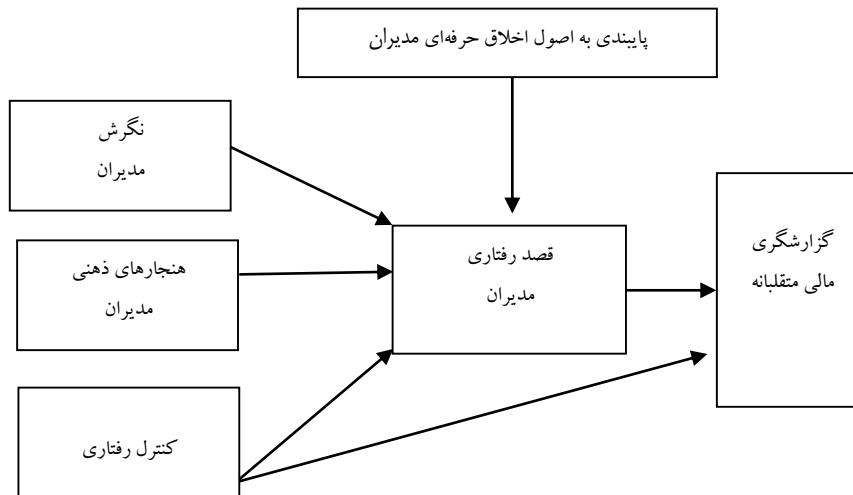 پایبندی به اصول اخلاق حرفه‌ای مدیران
نگرش
مدیران
هنجارهای ذهنی
مدیران
کنترل رفتاری
قصد رفتاری
مدیران
گزارشگری
مالی متقلبانه